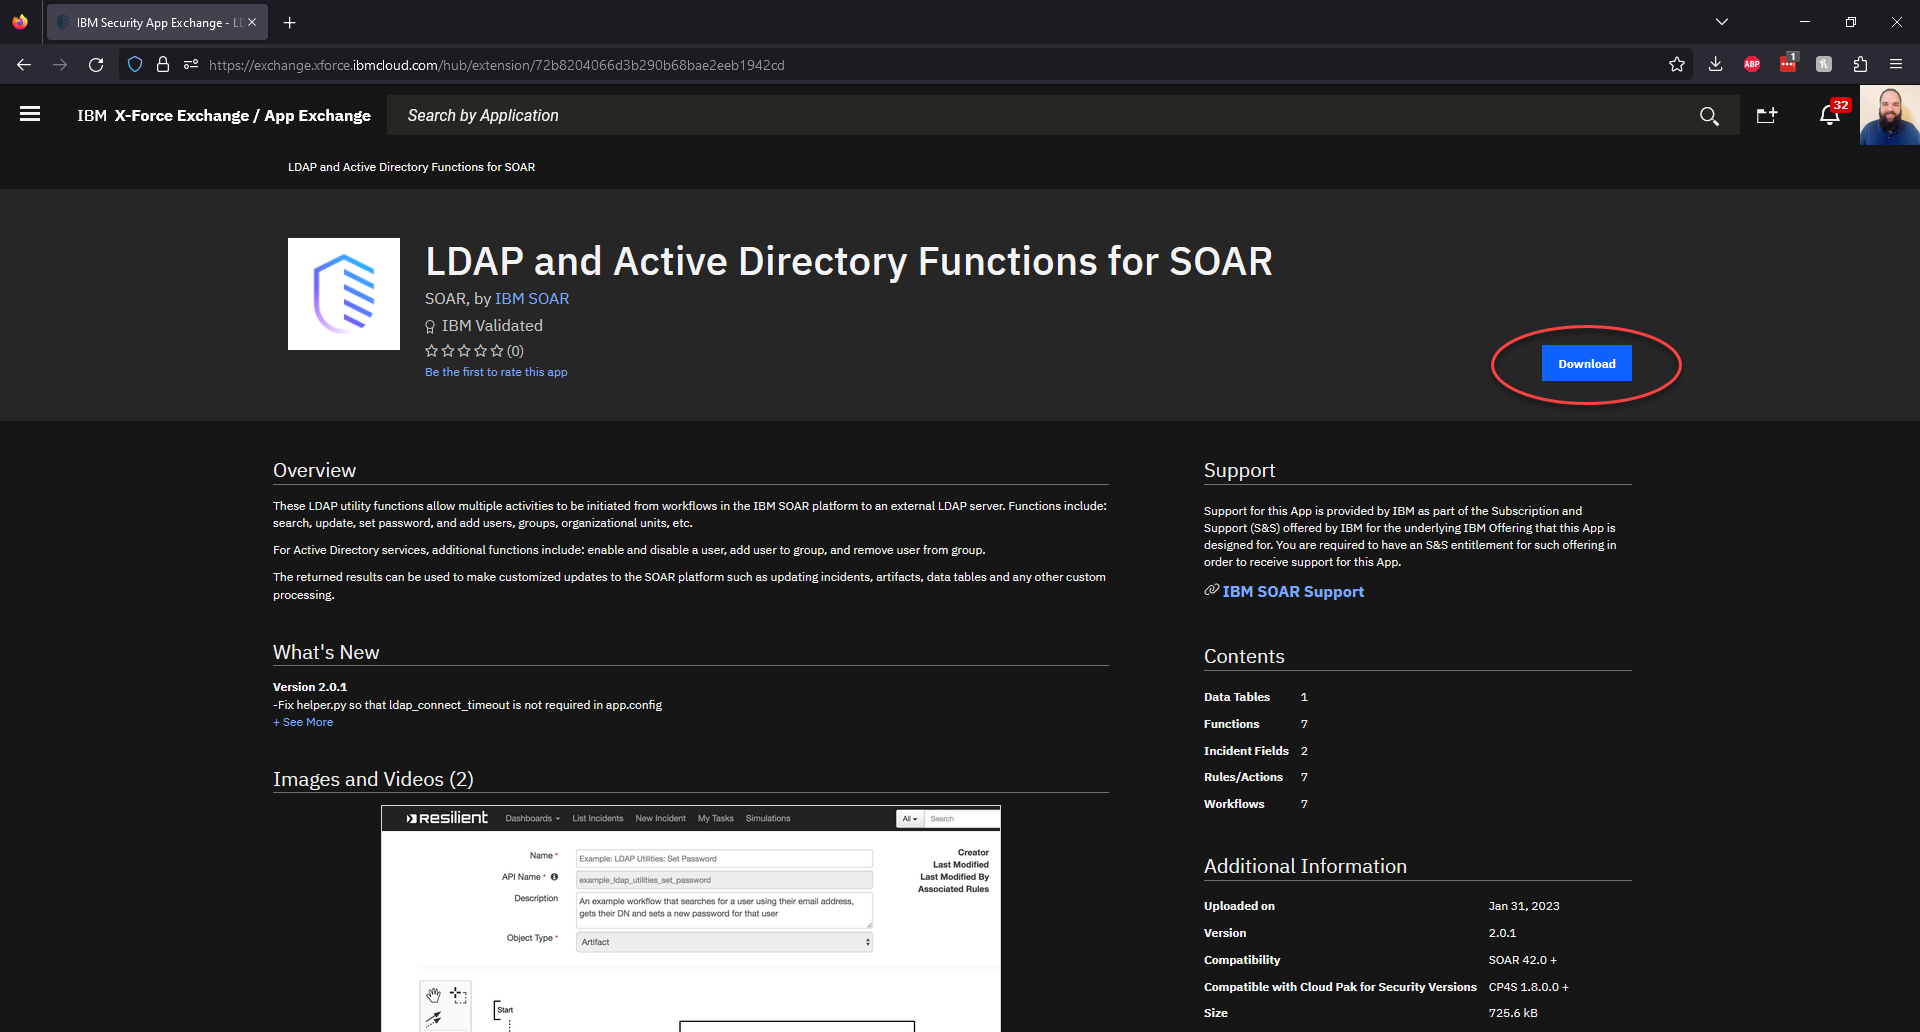 IBM Security App Exchange - LD
https://exchange.xforce.ibmcloud.com/hub/extension/72b8204066d3b290b68bae2eeb1942cd
ABP
1
IBM X-Force Exchange / App Exchange
Search by Application
32
LDAP and Active Directory Functions for SOAR
LDAP and Active Directory Functions for SOAR
SOAR, by IBM SOAR
IBM Validated
(0)
Be the first to rate this app
Download
Overview
These LDAP utility functions allow multiple activities to be initiated from workflows in the IBM SOAR platform to an external LDAP server. Functions include:
search, update, set password, and add users, groups, organizational units, etc.
For Active Directory services, additional functions include: enable and disable a user, add user to group, and remove user from group.
The returned results can be used to make customized updates to the SOAR platform such as updating incidents, artifacts, data tables and any other custom
processing.
What's New
Version 2.0.1
-Fix helper.py so that ldap_connect_timeout is not required in app.config
+ See More
Images and Videos (2)
resilient Dashboards List Incidents New Incident My Tasks Simulations All Search
Name * Example: LDAP Utilities: Set Password
API Name * example_ldap_utilities_set_password
Description An example workflow that searches for a user using their email address,
gets their DN and sets a new password for that user
Object Type * Artifact
Creator
Last Modified
Last Modified By
Associated Rules
Start
Support
Support for this App is provided by IBM as part of the Subscription and
Support (S&S) offered by IBM for the underlying IBM Offering that this App is
designed for. You are required to have an S&S entitlement for such offering in
order to receive support for this App.
IBM SOAR Support
Contents
Data Tables 1
Functions 7
Incident Fields 2
Rules/Actions 7
Workflows 7
Additional Information
Uploaded on Jan 31, 2023
Version 2.0.1
Compatibility SOAR 42.0 +
Compatible with Cloud Pak for Security Versions CP4S 1.8.0.0 +
Size 725.6 kB